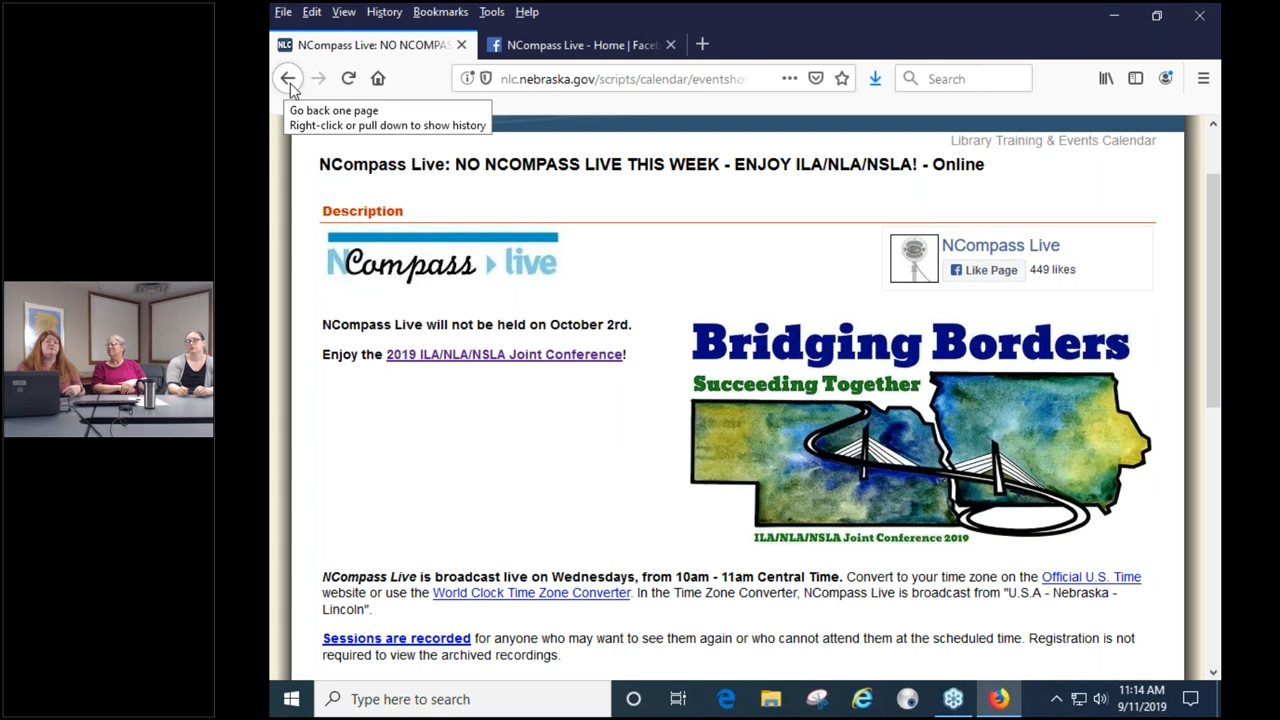 File Edit View History Bookmarks Tools Help
NLC NCompass Live: NO NCOMPAS
NCompass Live - Home | Face
nlc.nebraska.gov/scripts/calendar/eventsho
Search
Go back one page
Right-click or pull down to show history
Library Training & Events Calendar
NCompass Live: NO NCOMPASS LIVE THIS WEEK - ENJOY ILA/NLA/NSLA! - Online
Description
NCompass live
NCompass Live
Like Page 449 likes
NCompass Live will not be held on October 2rd.
Enjoy the 2019 ILA/NLA/NSLA Joint Conference!
Bridging Borders
Succeeding Together
ILA/NLA/NSLA Joint Conference 2019
NCompass Live is broadcast live on Wednesdays, from 10am - 11am Central Time. Convert to your time zone on the Official U.S. Time
website or use the World Clock Time Zone Converter. In the Time Zone Converter, NCompass Live is broadcast from "U.S.A - Nebraska -
Lincoln".
Sessions are recorded for anyone who may want to see them again or who cannot attend them at the scheduled time. Registration is not
required to view the archived recordings.
Type here to search
11:14 AM
9/11/2019